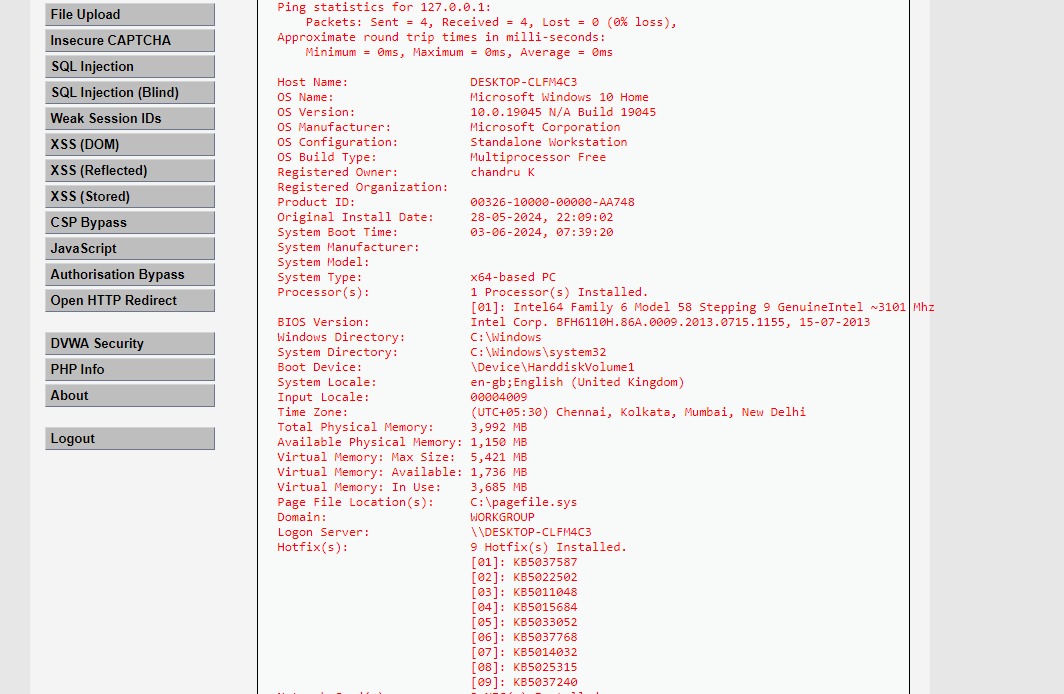 File Upload
Insecure CAPTCHA
SQL Injection
SQL Injection (Blind)
Weak Session IDs
XSS (DOM)
XSS (Reflected)
XSS (Stored)
CSP Bypass
JavaScript
Authorisation Bypass
Open HTTP Redirect
DVWA Security
PHP Info
About
Logout
Ping statistics for 127.0.0.1:
Packets: Sent = 4, Received = 4, Lost = 0 (0% loss),
Approximate round trip times in milli-seconds:
Minimum = 0ms, Maximum = 0ms, Average = 0ms
Host Name: DESKTOP-CLFM4C3
OS Name: Microsoft Windows 10 Home
OS Version: 10.0.19045 N/A Build 19045
OS Manufacturer: Microsoft Corporation
OS Configuration: Standalone Workstation
OS Build Type: Multiprocessor Free
Registered Owner: chandru K
Registered Organization:
Product ID: 00326-10000-00000-AA748
Original Install Date: 28-05-2024, 22:09:02
System Boot Time: 03-06-2024, 07:39:20
System Manufacturer:
System Model:
System Type: x64-based PC
Processor(s): 1 Processor(s) Installed.
[01]: Intel64 Family 6 Model 58 Stepping 9 GenuineIntel ~3101 Mhz
BIOS Version: Intel Corp. BFH6110H.86A.0009.2013.0715.1155, 15-07-2013
Windows Directory: C:\Windows
System Directory: C:\Windows\system32
Boot Device: \Device\HarddiskVolume1
System Locale: en-gb;English (United Kingdom)
Input Locale: 00004009
Time Zone: (UTC+05:30) Chennai, Kolkata, Mumbai, New Delhi
Total Physical Memory: 3,992 MB
Available Physical Memory: 1,150 MB
Virtual Memory: Max Size: 5,421 MB
Virtual Memory: Available: 1,736 MB
Virtual Memory: In Use: 3,685 MB
Page File Location(s): C:\pagefile.sys
Domain: WORKGROUP
Logon Server: \\DESKTOP-CLFM4C3
Hotfix(s): 9 Hotfix(s) Installed.
[01]: KB5037587
[02]: KB5022502
[03]: KB5011048
[04]: KB5015684
[05]: KB5033052
[06]: KB5037768
[07]: KB5014032
[08]: KB5025315
[09]: KB5037240